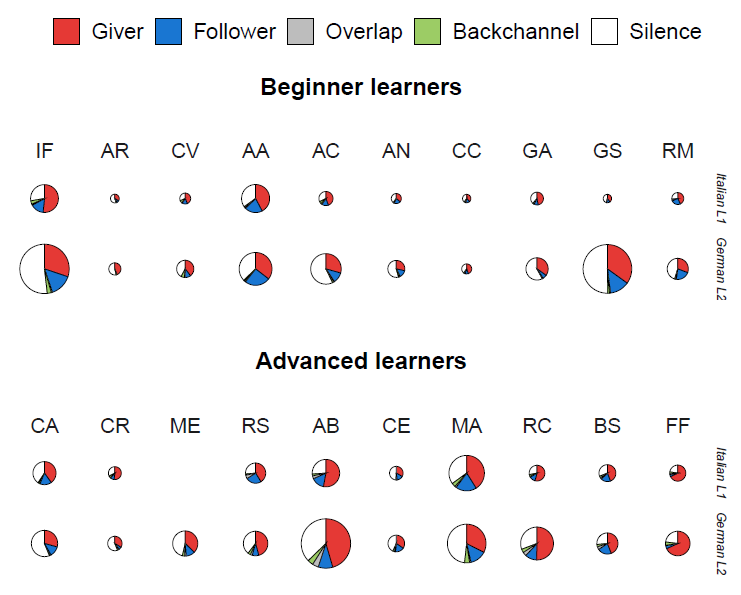 Giver Follower Overlap Backchannel Silence
Beginner learners
IF AR CV AA AC AN CC GA GS RM
Italian L1
German L2
Advanced learners
CA CR ME RS AB CE MA RC BS FF
Italian L1
German L2